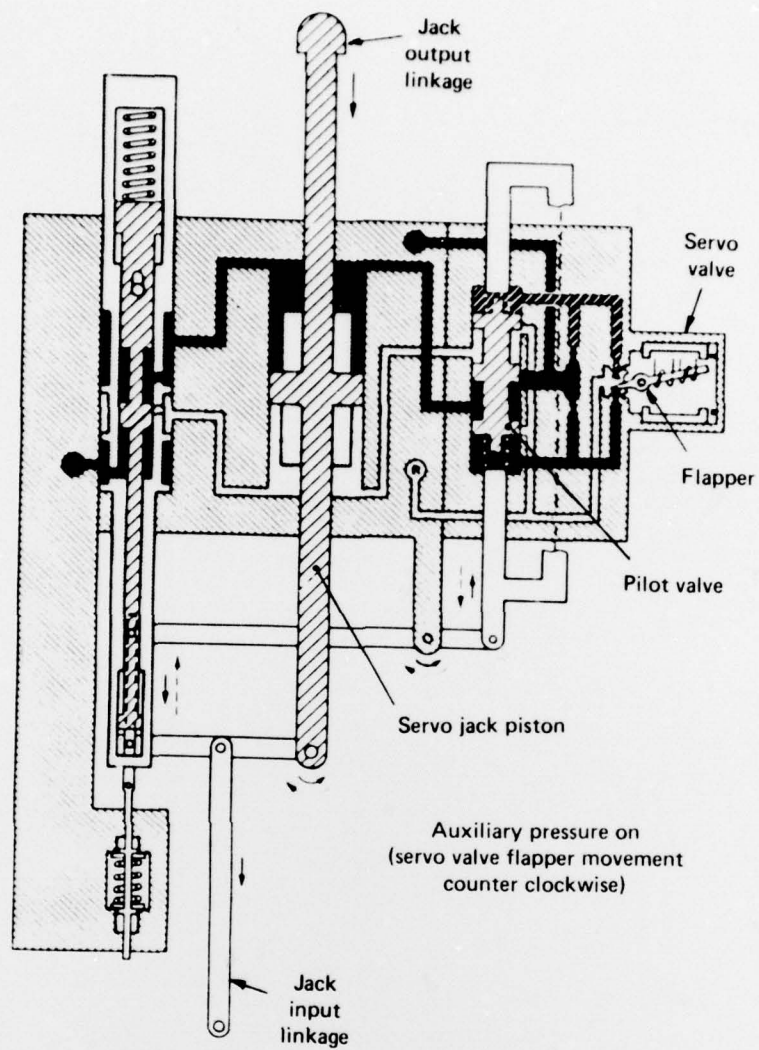 Jack
output
linkage
Servo
valve
R
Flapper
Pilot valve
Servo jack piston
Auxiliary pressure on
(servo valve flapper movement
counter clockwise)
Jack
input
linkage